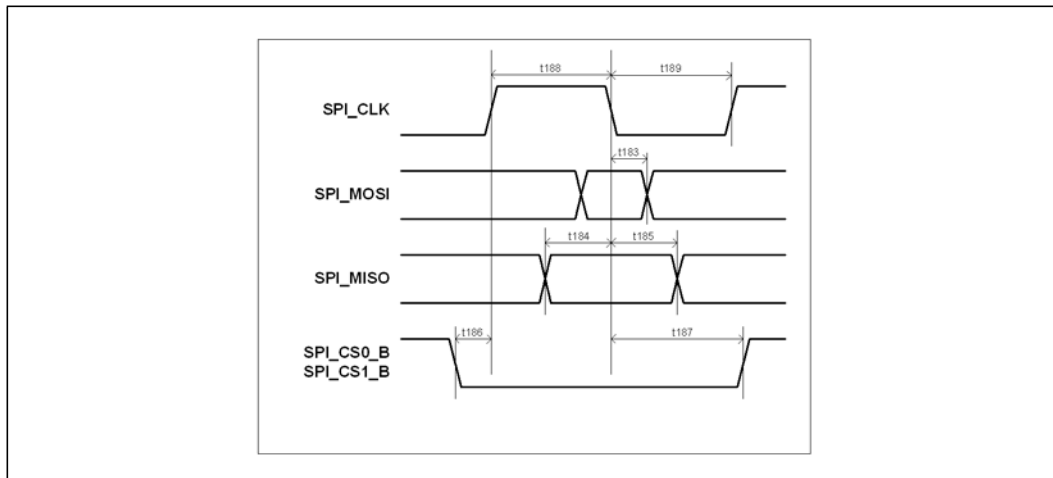 t188
t189
SPI_CLK
t183
SPI_MOSI
t184
t185
SPI_MISO
t186
t187
SPI_CS0_B
SPI_CS1_B